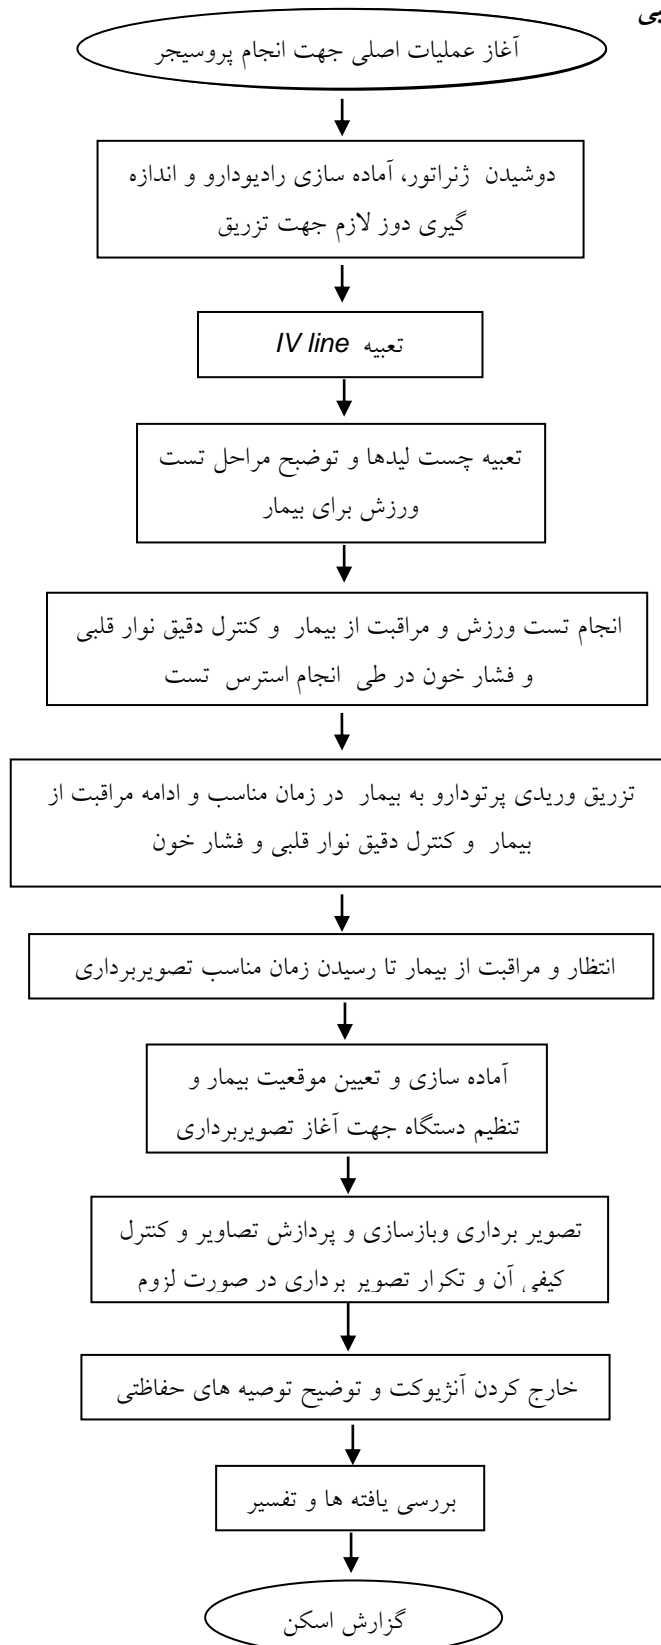 آغاز عملیات اصلی جهت انجام پروسیجر
دوشیدن ژنراتور، آماده سازی رادیودارو و اندازه
گیری دوز لازم جهت تزریق
تعبیه IV line
تعبیه چست لیدها و توضبح مراحل تست
ورزش برای بیمار
انجام تست ورزش و مراقبت از بیمار و کنترل دقیق نوار قلبی
و فشار خون در طی انجام استرس تست
تزریق وریدی پرتودارو به بیمار در زمان مناسب و ادامه مراقبت از
بیمار و کنترل دقیق نوار قلبی و فشار خون
انتظار و مراقبت از بیمار تا رسیدن زمان مناسب تصویربرداری
آماده سازی و تعیین موقعیت بیمار و
تنظیم دستگاه جهت آغاز تصویربرداری
تصویر برداری وبازسازی و پردازش تصاویر و کنترل
کیفی آن و تکرار تصویر برداری در صورت لزوم
خارج کردن آنژیوکت و توضیح توصیه های حفاظتی
بررسی یافته ها و تفسیر
گزارش اسکن